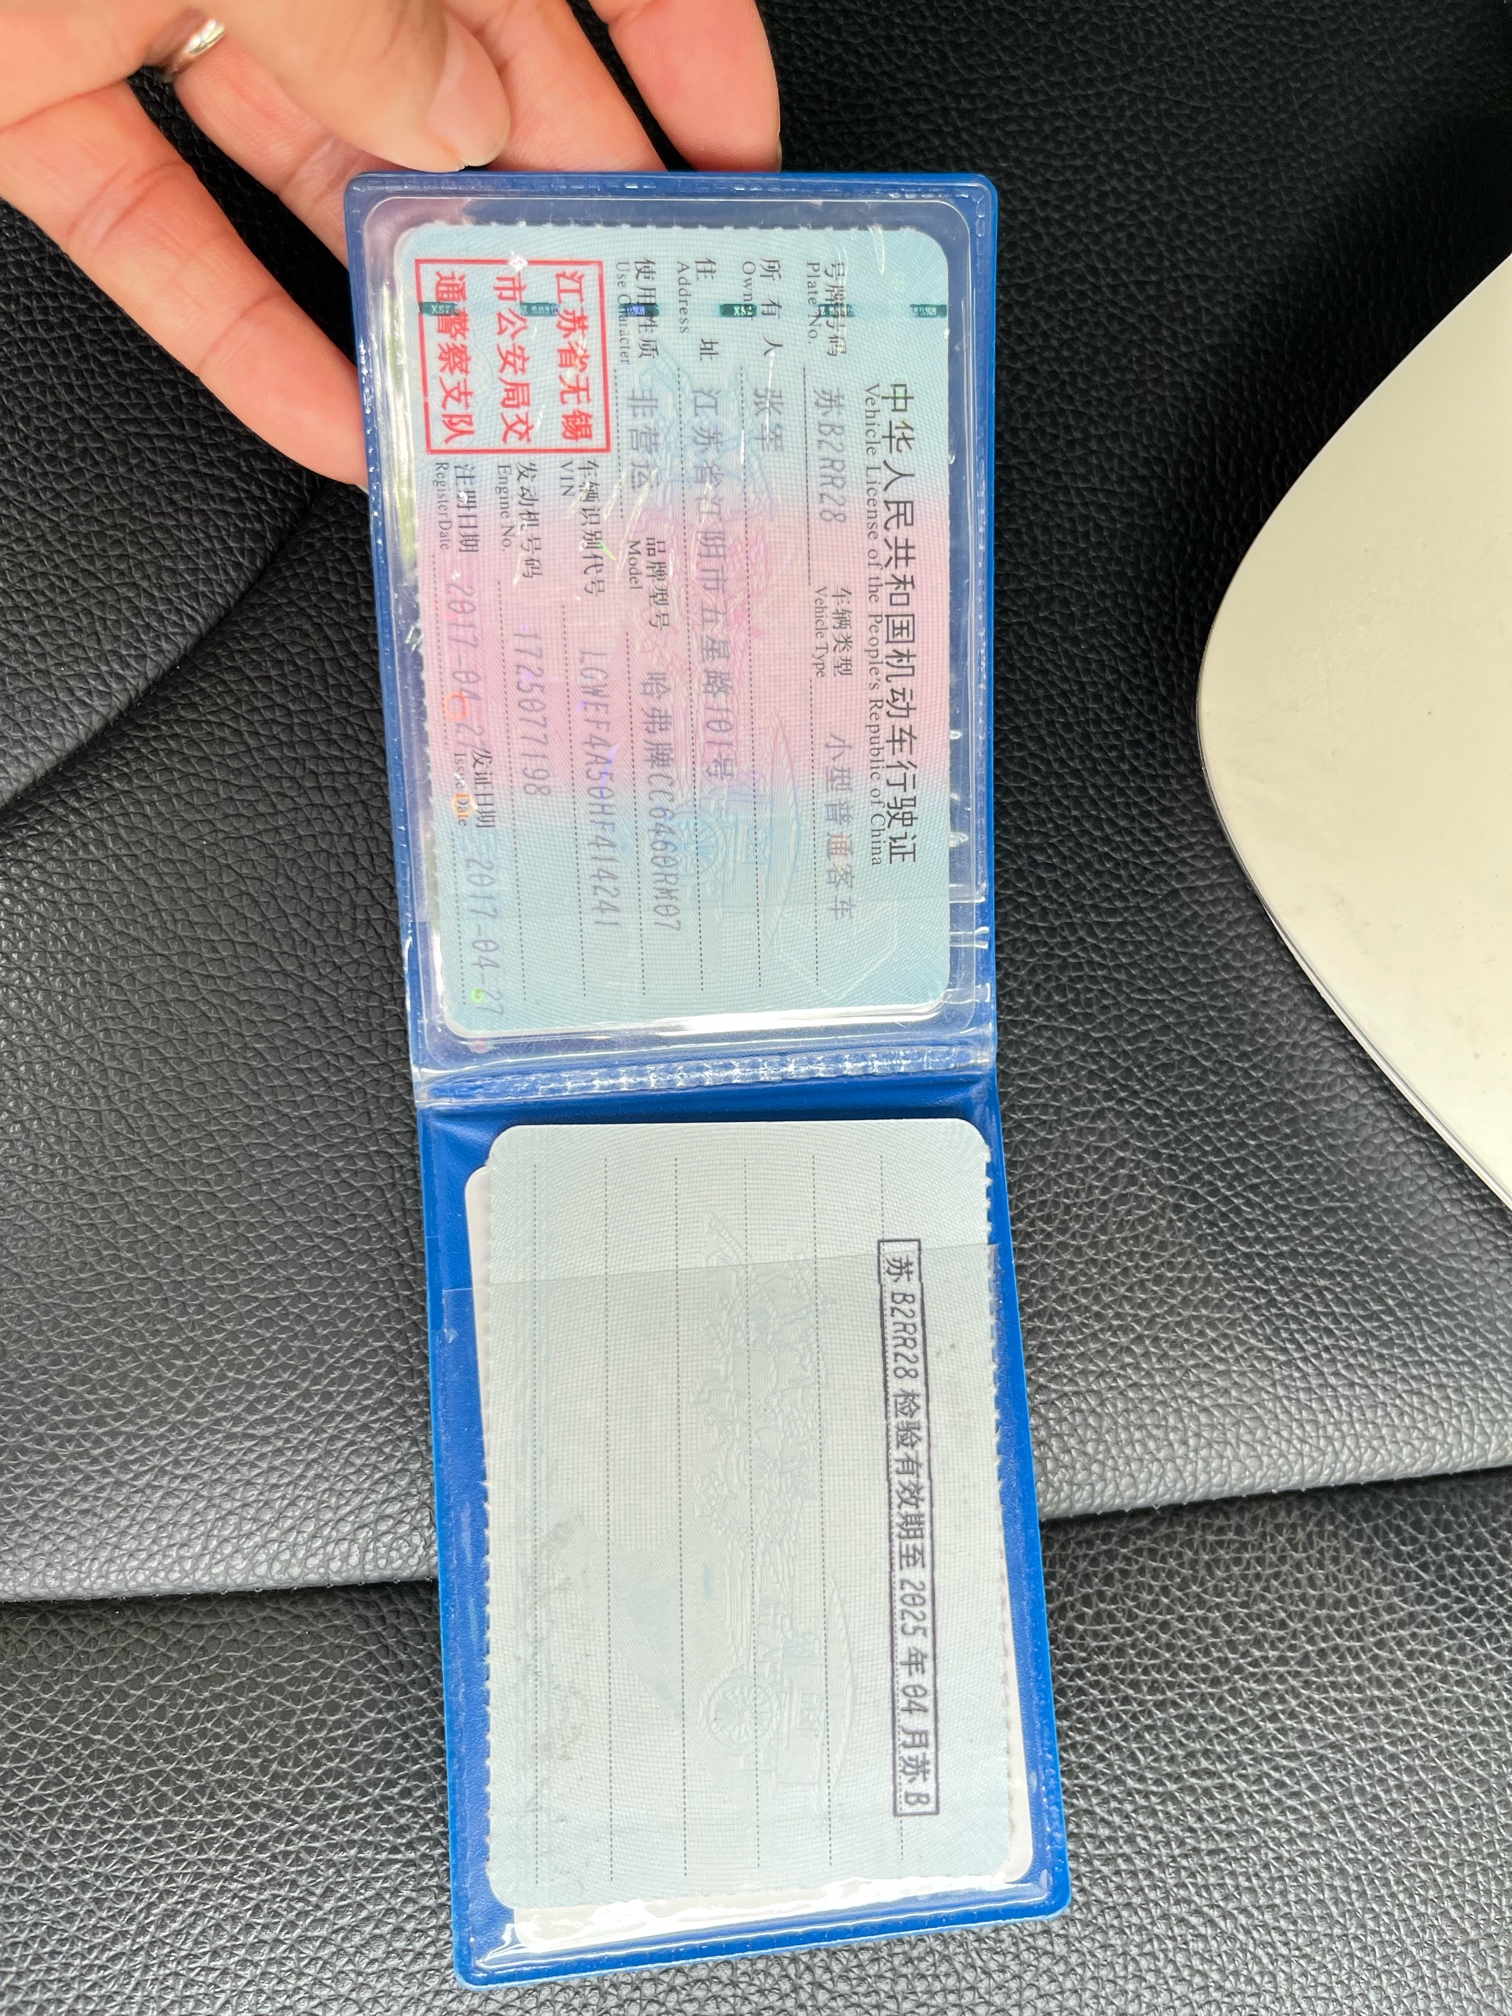 中华人民共和国机动车行驶证
Vehicle License of the People's Republic of China
号牌号码 苏B2RR28 车辆类型 小型普通客车
Plate No. Vehicle Type
所有人 张军
Owner
住址 江苏省江阴市五星路101号
Address
使用性质 非营运 品牌型号 哈弗牌CC6460RM07
Use Character Model
江苏省无锡
市公安局交
通警察支队
车辆识别代号 LGWEF4A50HF414241
VIN
发动机号码 1725077198
Engine No.
注册日期 2017-04-27 发证日期 2017-04-27
Register Date Issue Date
苏B2RR28 检验有效期至 2025 年 04 月苏B